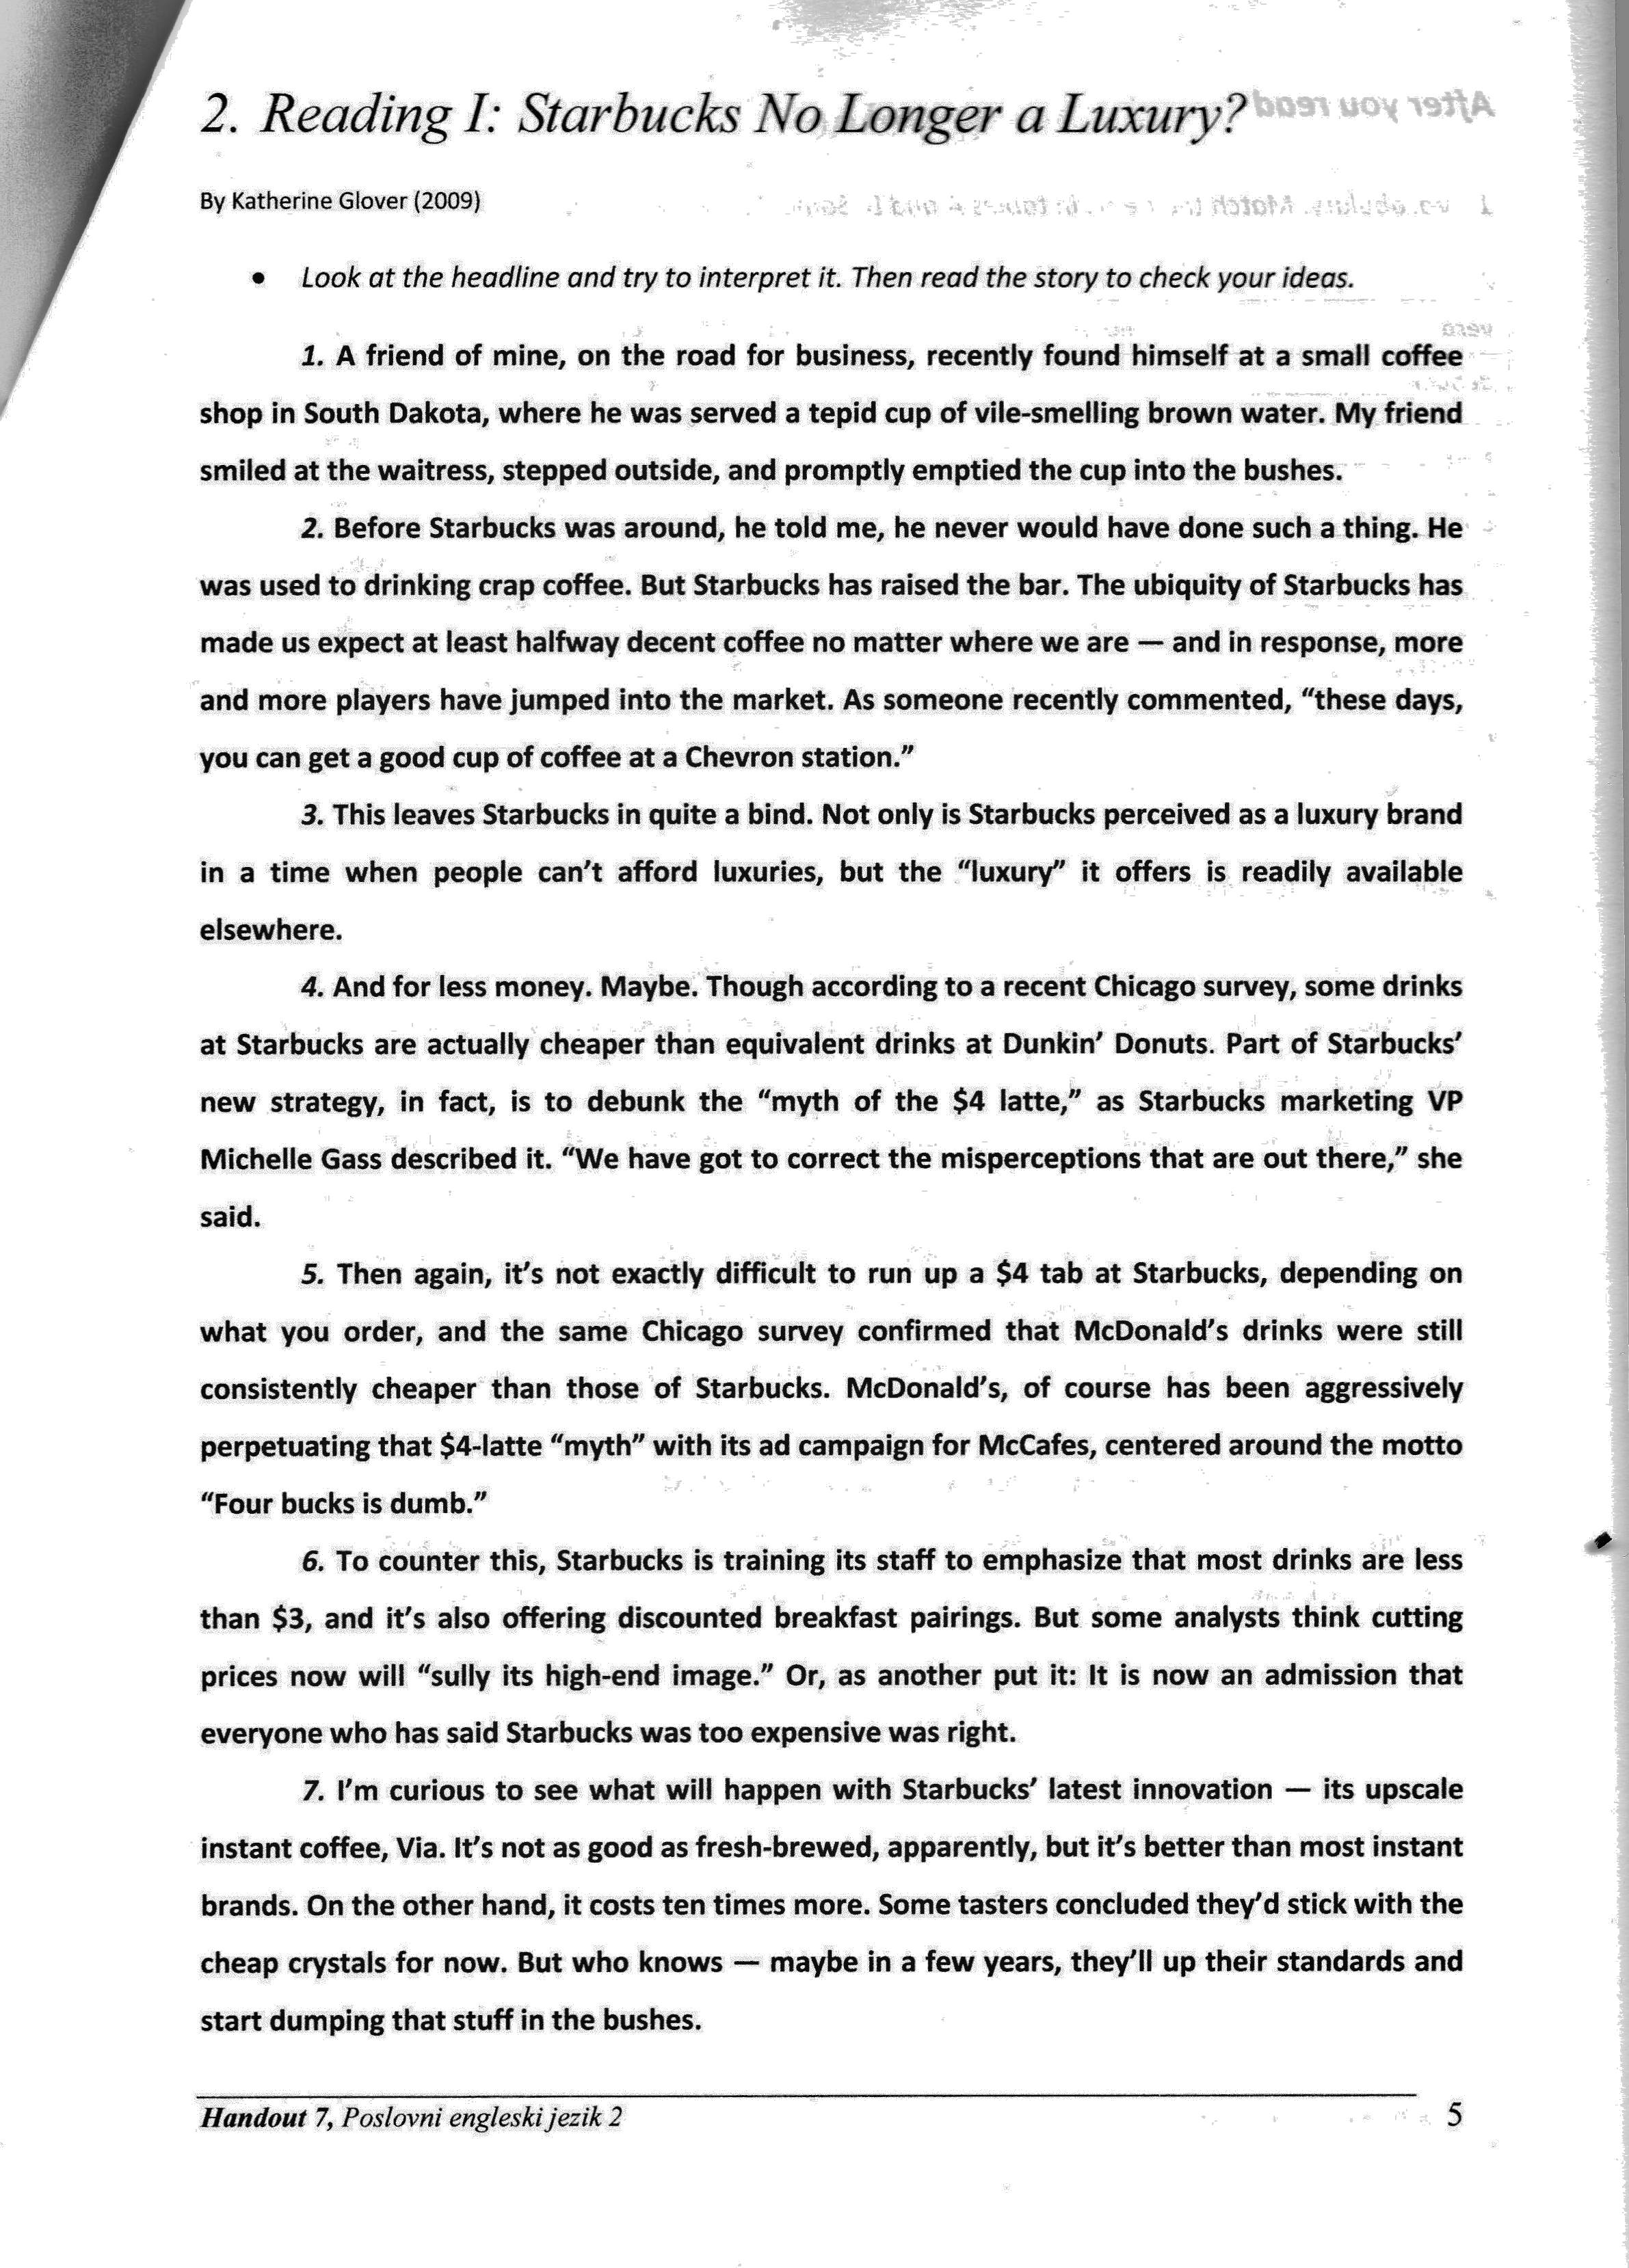 2. Reading I: Starbucks No Longer a Luxury?
After you read
By Katherine Glover (2009)
• Look at the headline and try to interpret it. Then read the story to check your ideas.
1. A friend of mine, on the road for business, recently found himself at a small coffee
shop in South Dakota, where he was served a tepid cup of vile-smelling brown water. My friend
smiled at the waitress, stepped outside, and promptly emptied the cup into the bushes.
2. Before Starbucks was around, he told me, he never would have done such a thing. He
was used to drinking crap coffee. But Starbucks has raised the bar. The ubiquity of Starbucks has
made us expect at least halfway decent coffee no matter where we are — and in response, more
and more players have jumped into the market. As someone recently commented, “these days,
you can get a good cup of coffee at a Chevron station.”
3. This leaves Starbucks in quite a bind. Not only is Starbucks perceived as a luxury brand
in a time when people can’t afford luxuries, but the “luxury” it offers is readily available
elsewhere.
4. And for less money. Maybe. Though according to a recent Chicago survey, some drinks
at Starbucks are actually cheaper than equivalent drinks at Dunkin’ Donuts. Part of Starbucks’
new strategy, in fact, is to debunk the “myth of the $4 latte,” as Starbucks marketing VP
Michelle Gass described it. “We have got to correct the misperceptions that are out there,” she
said.
5. Then again, it’s not exactly difficult to run up a $4 tab at Starbucks, depending on
what you order, and the same Chicago survey confirmed that McDonald’s drinks were still
consistently cheaper than those of Starbucks. McDonald’s, of course has been aggressively
perpetuating that $4-latte “myth” with its ad campaign for McCafes, centered around the motto
“Four bucks is dumb.”
6. To counter this, Starbucks is training its staff to emphasize that most drinks are less
than $3, and it’s also offering discounted breakfast pairings. But some analysts think cutting
prices now will “sully its high-end image.” Or, as another put it: It is now an admission that
everyone who has said Starbucks was too expensive was right.
7. I’m curious to see what will happen with Starbucks’ latest innovation — its upscale
instant coffee, Via. It’s not as good as fresh-brewed, apparently, but it’s better than most instant
brands. On the other hand, it costs ten times more. Some tasters concluded they’d stick with the
cheap crystals for now. But who knows — maybe in a few years, they’ll up their standards and
start dumping that stuff in the bushes.
Handout 7, Poslovni engleski jezik 2
5